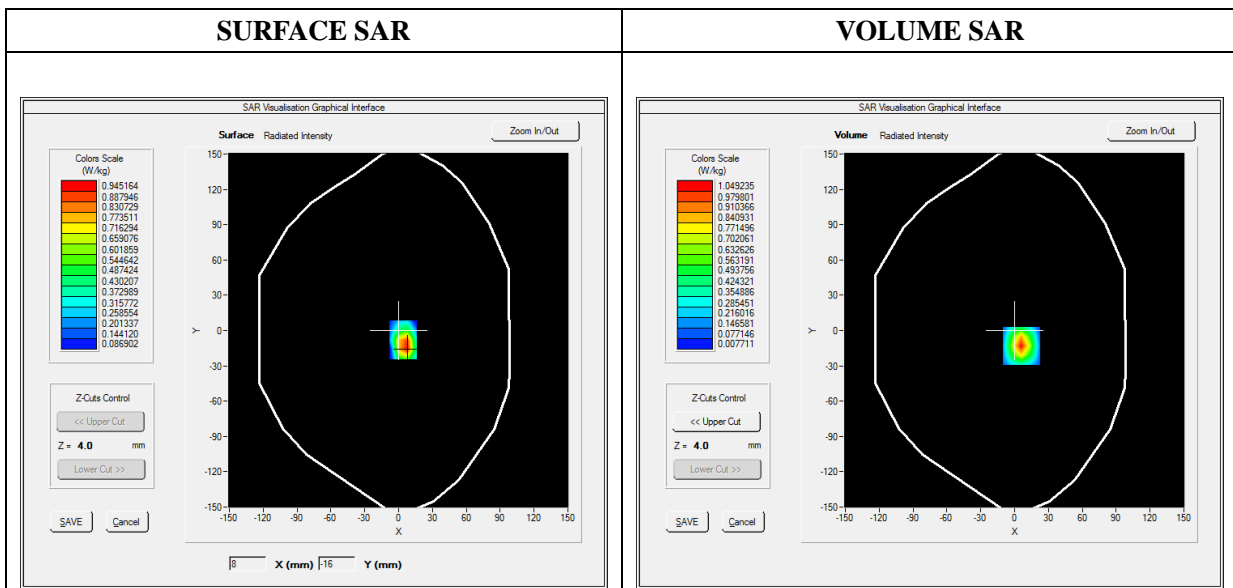 SURFACE SAR
VOLUME SAR
SAR Visualisation Graphical Interface
Surface Radiated Intensity
Zoom In/Out
Colors Scale
(W/kg)
0.945164
0.887946
0.830729
0.773511
0.716294
0.659076
0.601859
0.544642
0.487424
0.430207
0.372989
0.315772
0.258554
0.201337
0.144120
0.086902
Z-Cuts Control
<< Upper Cut
Z = 4.0 mm
Lower Cut >>
SAVE Cancel
150
120
90
60
30
0
-30
-60
-90
-120
-150
Y
-150 -120 -90 -60 -30 0 30 60 90 120 150
X
8 X (mm) -16 Y (mm)
SAR Visualisation Graphical Interface
Volume Radiated Intensity
Zoom In/Out
Colors Scale
(W/kg)
1.049235
0.979801
0.910366
0.840931
0.771496
0.702061
0.632626
0.563191
0.493756
0.424321
0.354886
0.285451
0.216016
0.146581
0.077146
0.007711
Z-Cuts Control
<< Upper Cut
Z = 4.0 mm
Lower Cut >>
SAVE Cancel
150
120
90
60
30
0
-30
-60
-90
-120
-150
Y
-150 -120 -90 -60 -30 0 30 60 90 120 150
X